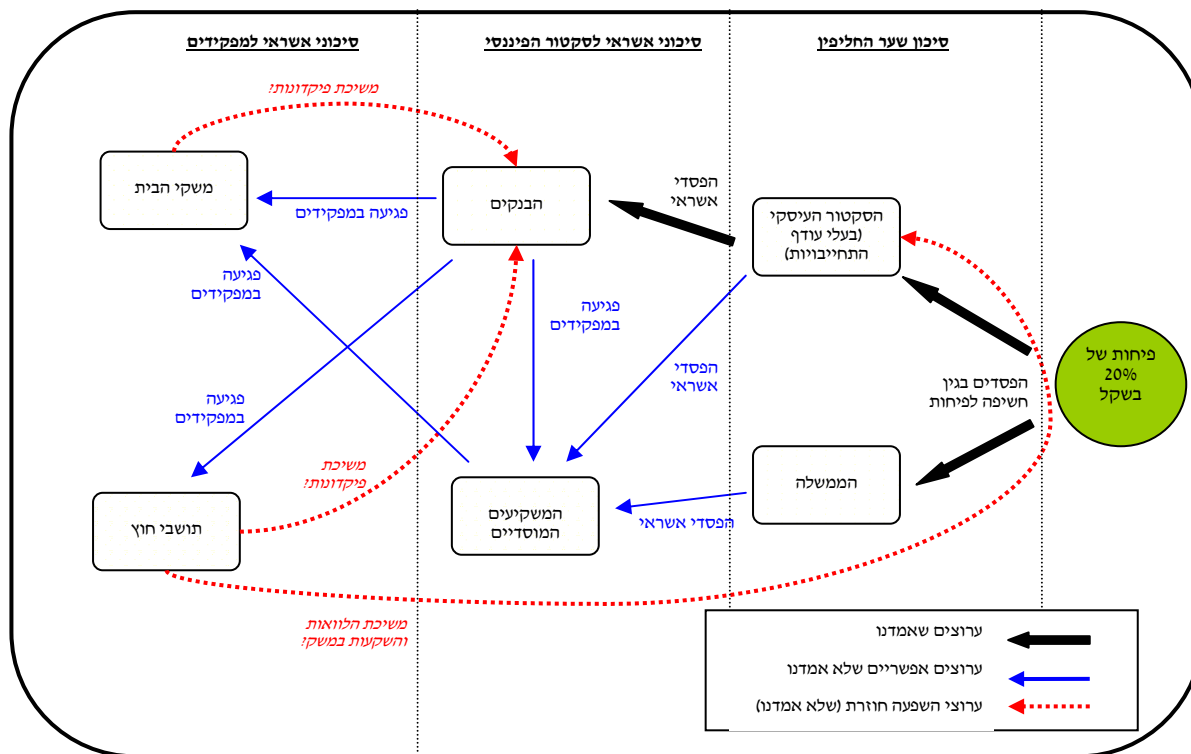 סיכון שער החליפין
סיכוני אשראי לסקטור הפיננסי
סיכוני אשראי למפקידים
פיחות של
20%
בשקל
הפסדים בגין
חשיפה לפיחות
הסקטור העיסקי
(בעלי עודף
התחייבויות)
הממשלה
הפסדי
אשראי
הפסדי
אשראי
הפסדי אשראי
הבנקים
פגיעה
במפקידים
המשקיעים
המוסדיים
משיכת פיקדונות?
פגיעה במפקידים
משקי הבית
פגיעה
במפקידים
פגיעה
במפקידים
משיכת
פיקדונות?
תושבי חוץ
משיכת הלוואות
והשקעות במשק?
ערוצים שאמדנו
ערוצים אפשריים שלא אמדנו
ערוצי השפעה חוזרת (שלא אמדנו)